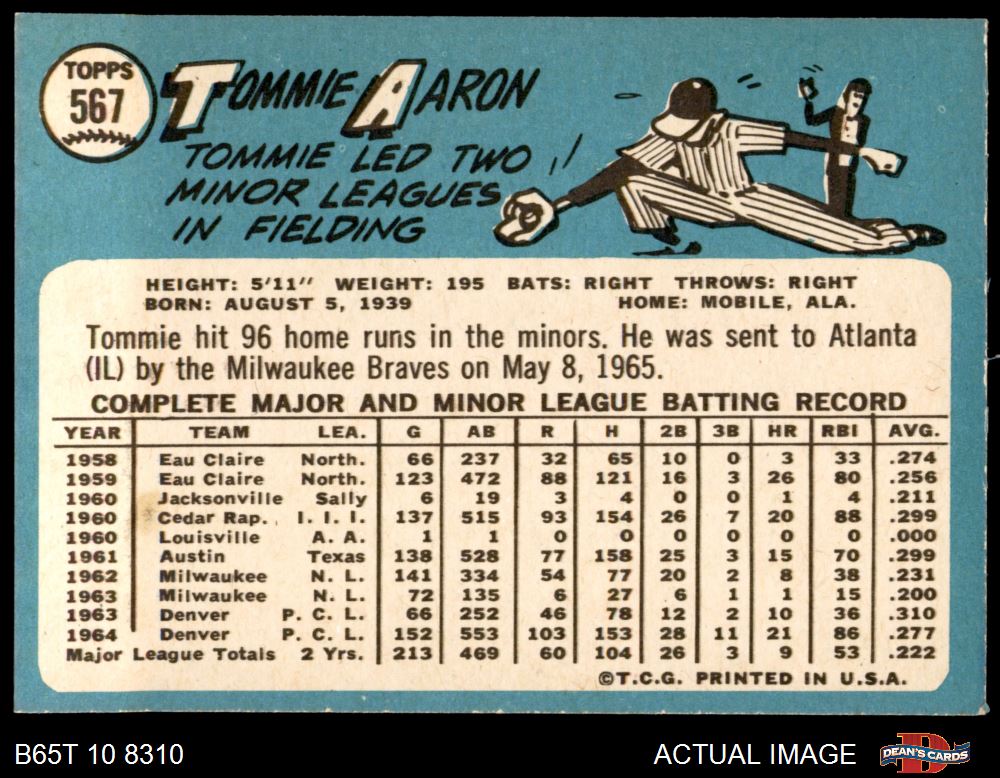 TOPPS
567
TOMMIE AARON
TOMMIE LED TWO
MINOR LEAGUES
IN FIELDING
HEIGHT: 5'11" WEIGHT: 195 BATS: RIGHT THROWS: RIGHT
BORN: AUGUST 5, 1939 HOME: MOBILE, ALA.
Tommie hit 96 home runs in the minors. He was sent to Atlanta
(IL) by the Milwaukee Braves on May 8, 1965.
COMPLETE MAJOR AND MINOR LEAGUE BATTING RECORD
YEAR TEAM LEA. G AB R H 2B 3B HR RBI AVG.
1958 Eau Claire North. 66 237 32 65 10 0 3 33 .274
1959 Eau Claire North. 123 472 88 121 16 3 26 80 .256
1960 Jacksonville Sally 6 19 3 4 0 0 1 4 .211
1960 Cedar Rap. I. I. I. 137 515 93 154 26 7 20 88 .299
1960 Louisville A. A. 1 1 0 0 0 0 0 0 .000
1961 Austin Texas 138 528 77 158 25 3 15 70 .299
1962 Milwaukee N. L. 141 334 54 77 20 2 8 38 .231
1963 Milwaukee N. L. 72 135 6 27 6 1 1 15 .200
1963 Denver P. C. L. 66 252 46 78 12 2 10 36 .310
1964 Denver P. C. L. 152 553 103 153 28 11 21 86 .277
Major League Totals 2 Yrs. 213 469 60 104 26 3 9 53 .222
©T.C.G. PRINTED IN U.S.A.
B65T 10 8310 ACTUAL IMAGE DEAN'S CARDS